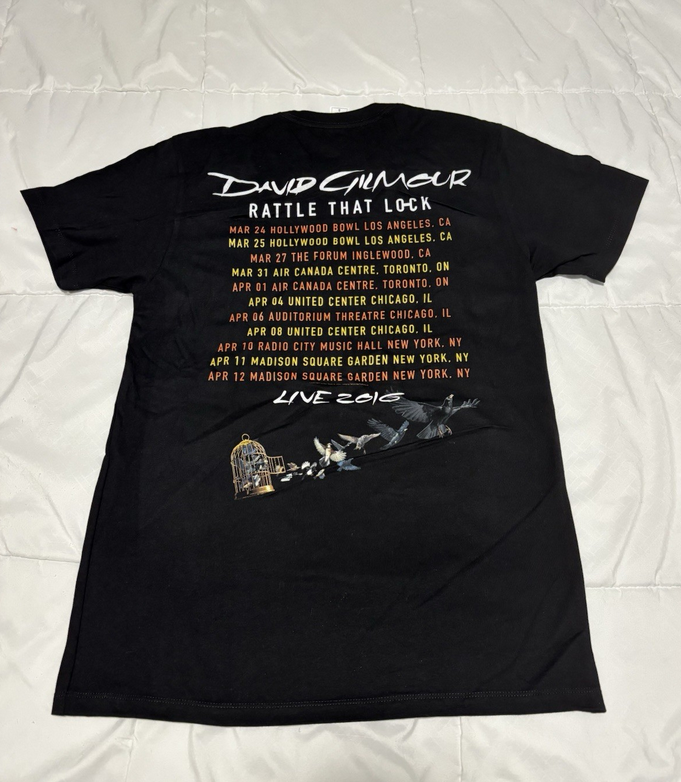 DAVID GILMOUR
RATTLE THAT LOCK
MAR 24 HOLLYWOOD BOWL LOS ANGELES, CA
MAR 25 HOLLYWOOD BOWL LOS ANGELES, CA
MAR 27 THE FORUM INGLEWOOD, CA
MAR 31 AIR CANADA CENTRE, TORONTO, ON
APR 01 AIR CANADA CENTRE, TORONTO, ON
APR 04 UNITED CENTER CHICAGO, IL
APR 06 AUDITORIUM THREATRE CHICAGO, IL
APR 08 UNITED CENTER CHICAGO, IL
APR 10 RADIO CITY MUSIC HALL NEW YORK, NY
APR 11 MADISON SQUARE GARDEN NEW YORK, NY
APR 12 MADISON SQUARE GARDEN NEW YORK, NY
LIVE 2016